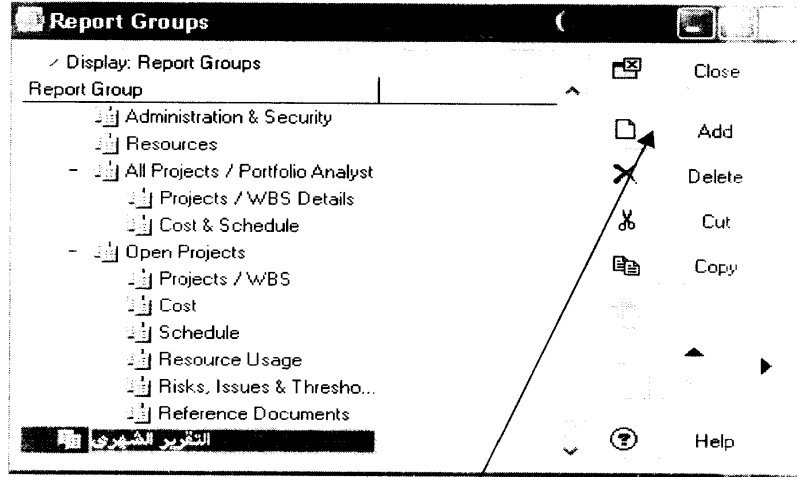 Report Groups
Display: Report Groups
Report Group
Administration & Security
Resources
All Projects / Portfolio Analyst
Projects / WBS Details
Cost & Schedule
Open Projects
Projects / WBS
Cost
Schedule
Resource Usage
Risks, Issues & Thresho...
Reference Documents
التقرير الشهرى
Close
Add
Delete
Cut
Copy
Help